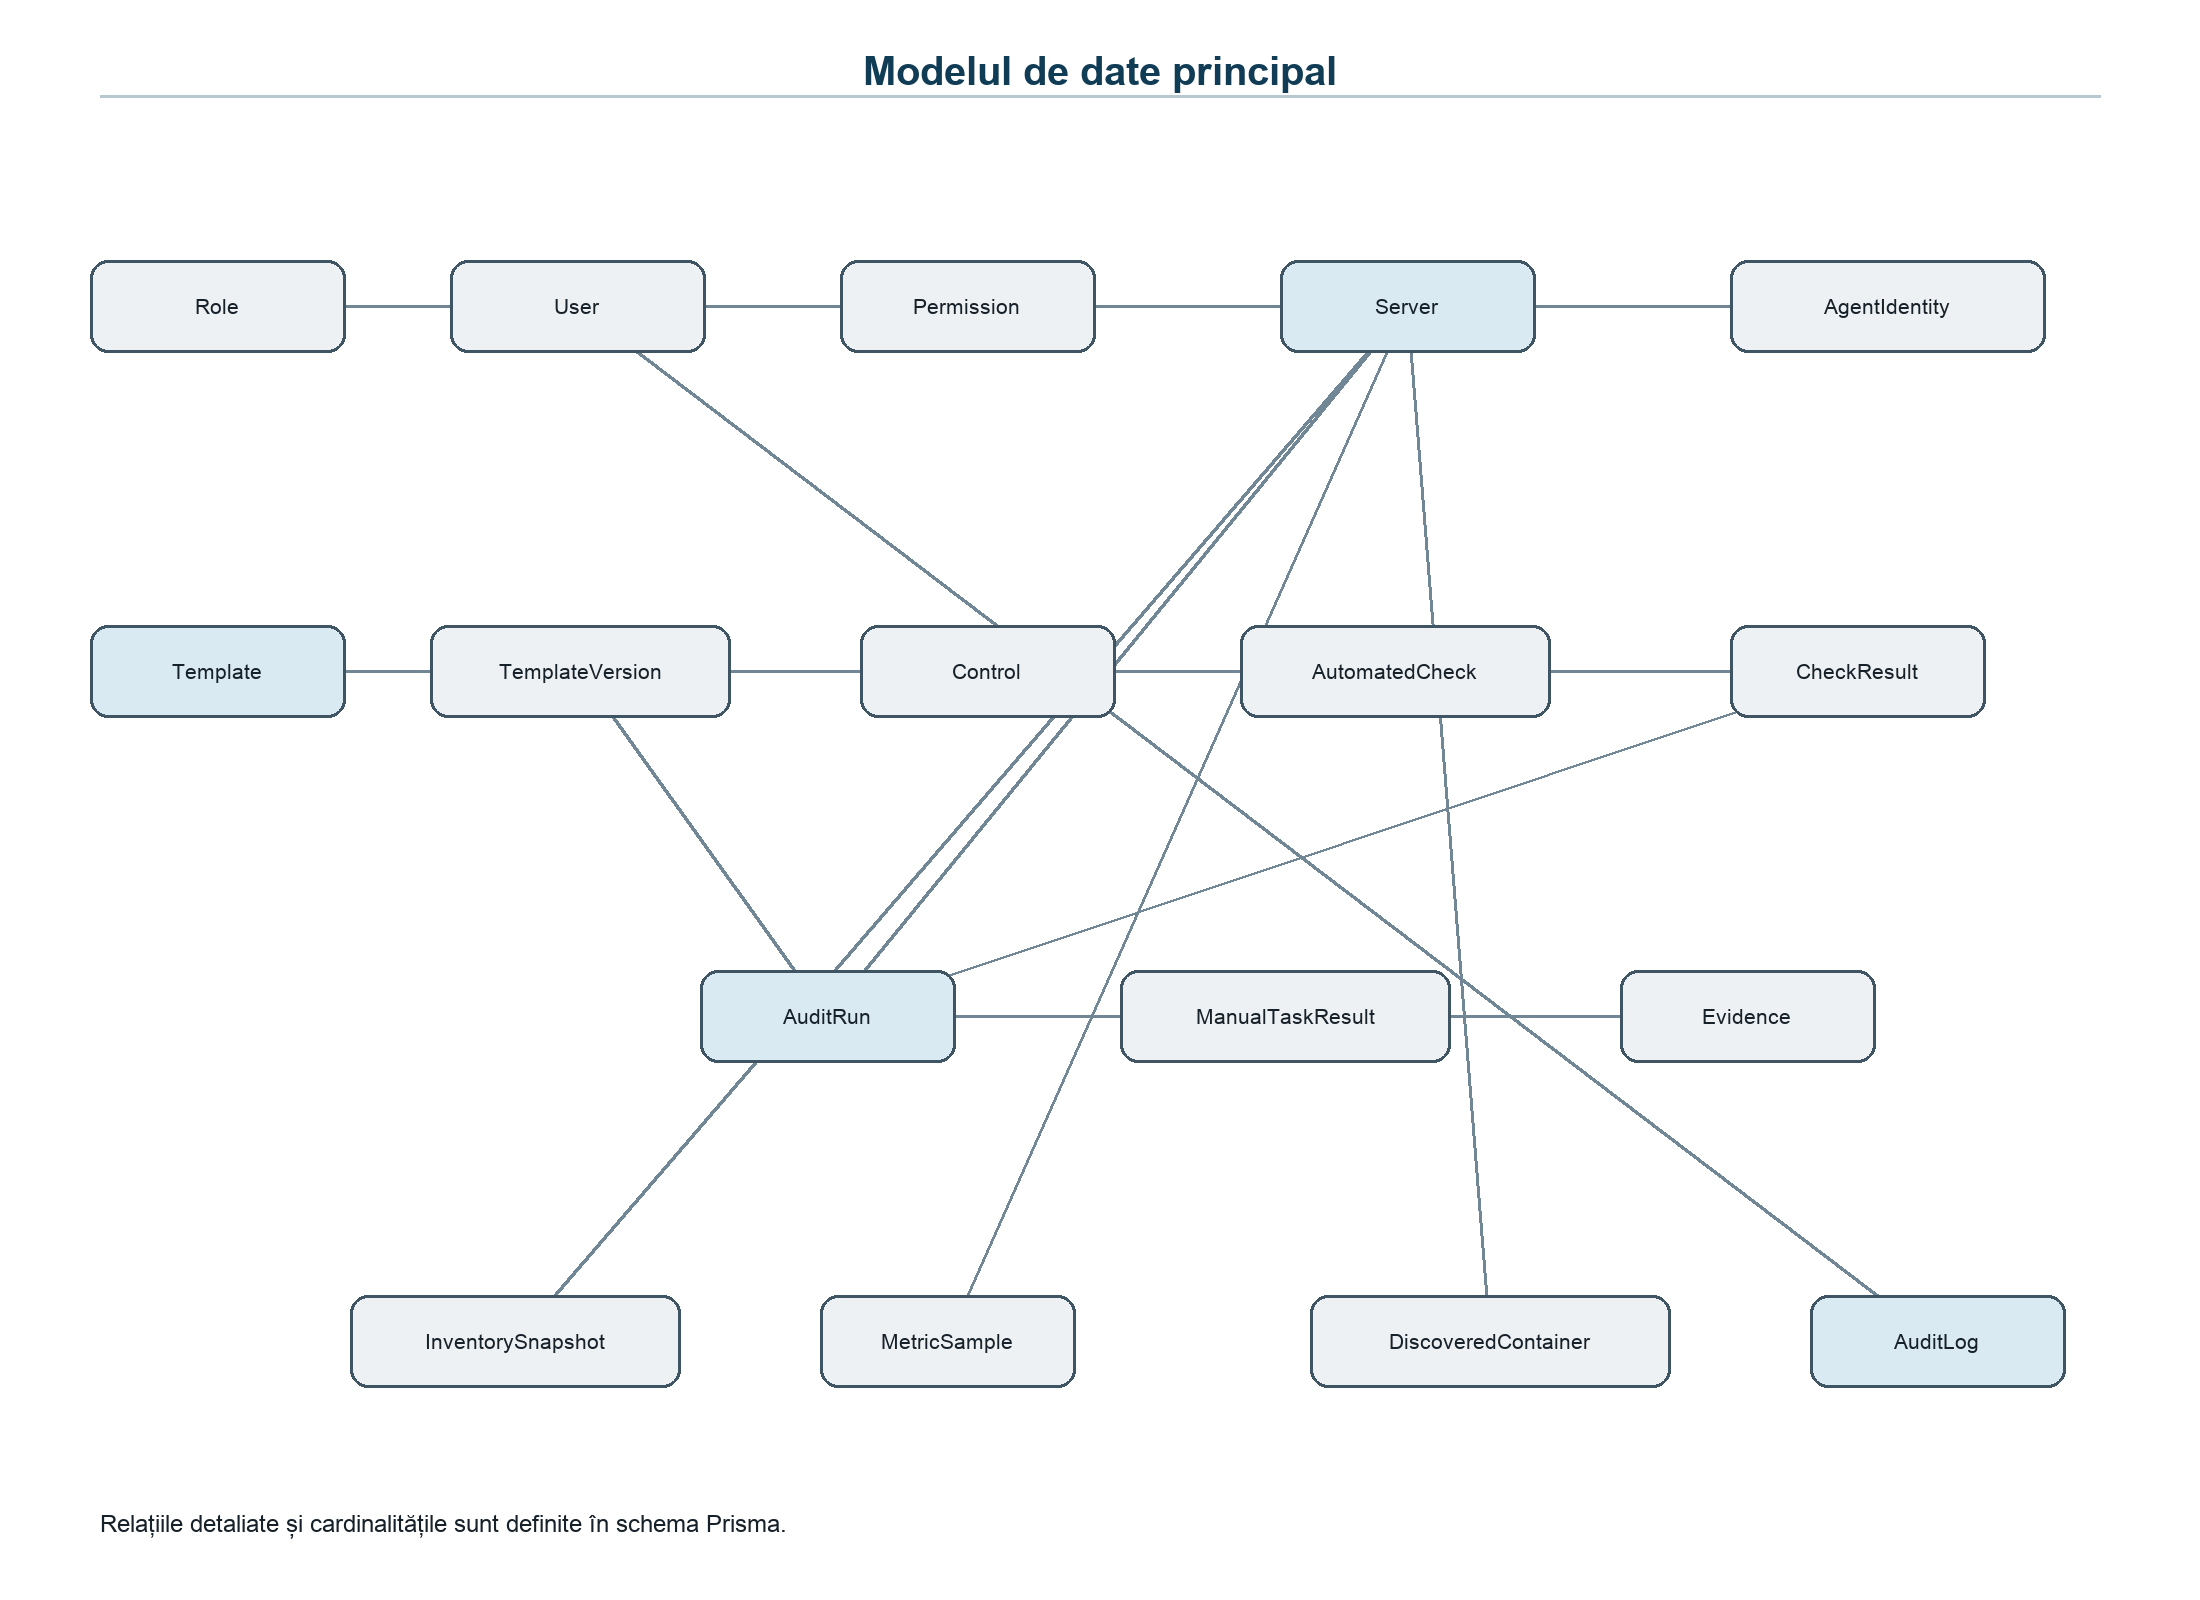 Modelul de date principal
Role
User
Permission
Server
AgentIdentity
Template
TemplateVersion
Control
AutomatedCheck
CheckResult
AuditRun
ManualTaskResult
Evidence
InventorySnapshot
MetricSample
DiscoveredContainer
AuditLog
Relațiile detaliate și cardinalitățile sunt definite în schema Prisma.